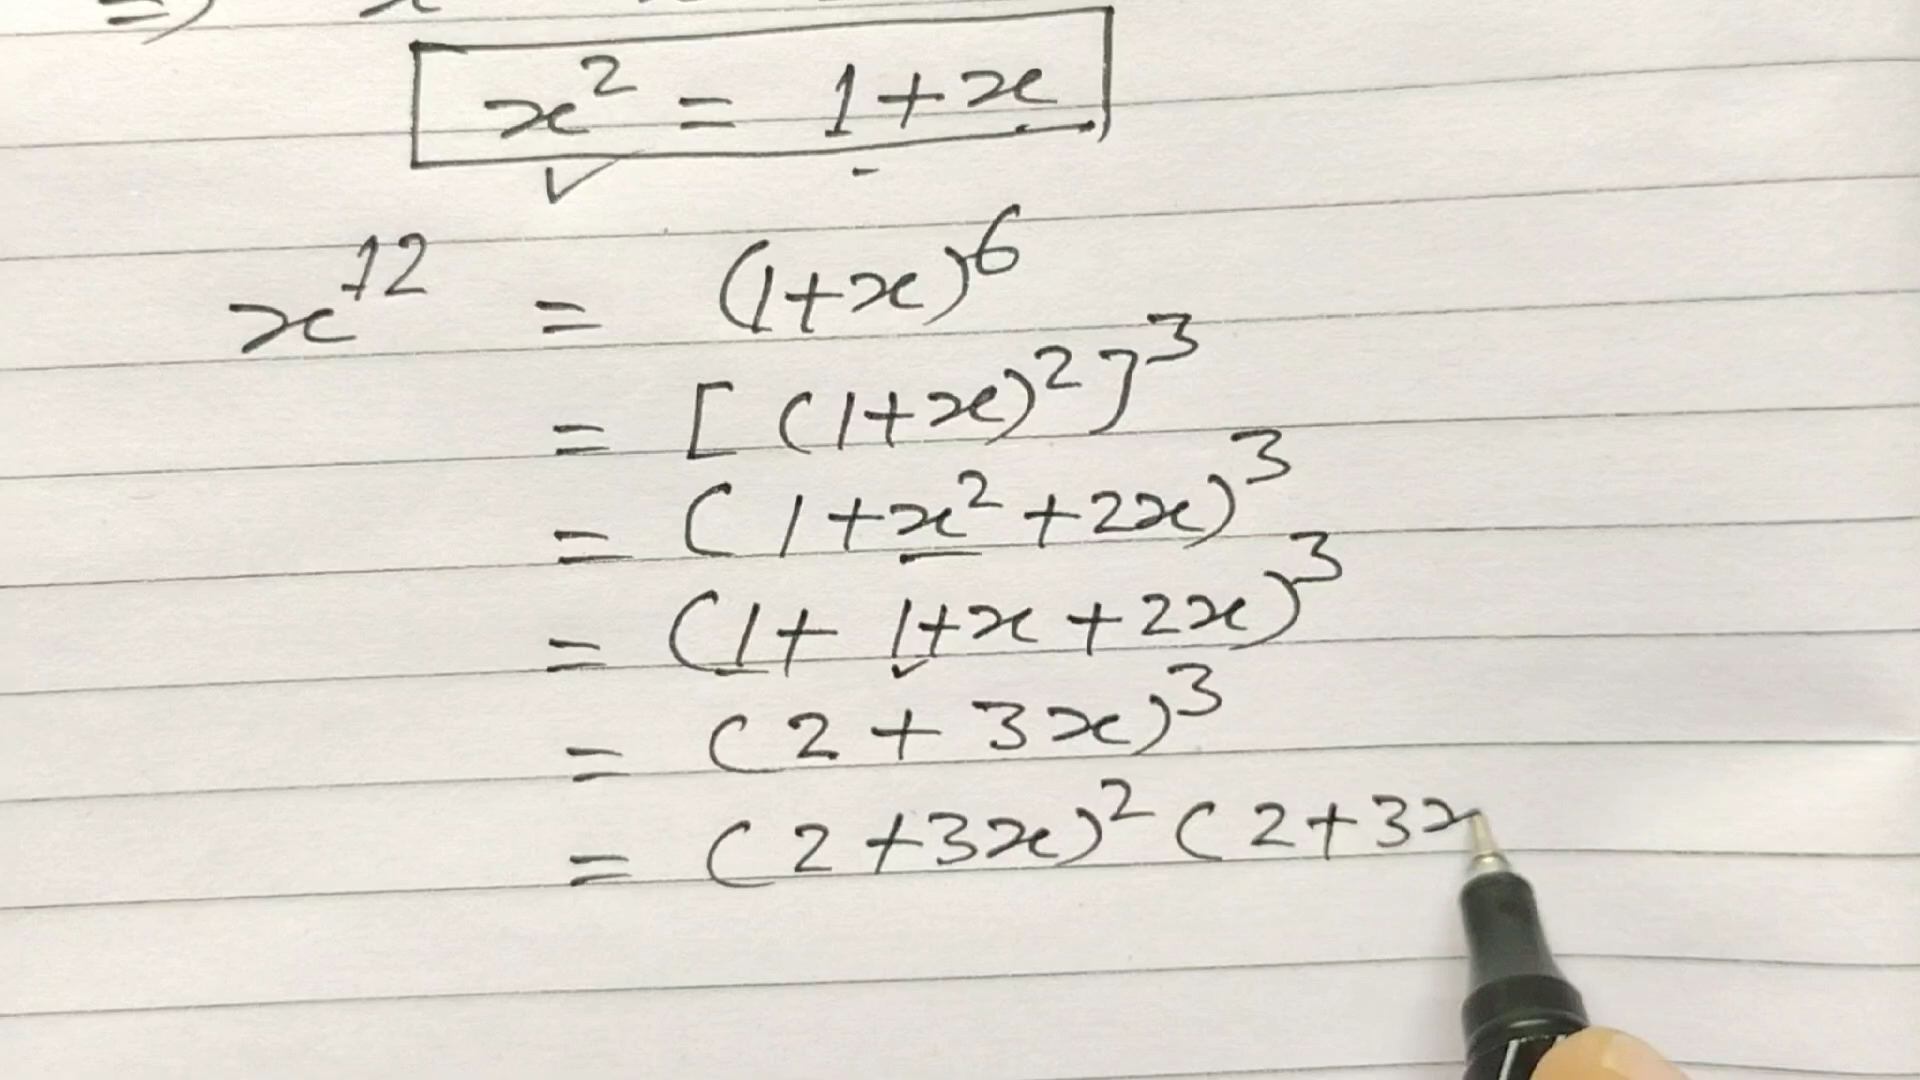 x² = 1+x
x¹² = (1+x)⁶
= [(1+x)²]³
= (1+x²+2x)³
= (1+1+x+2x)³
= (2+3x)³
= (2+3x)²(2+3x